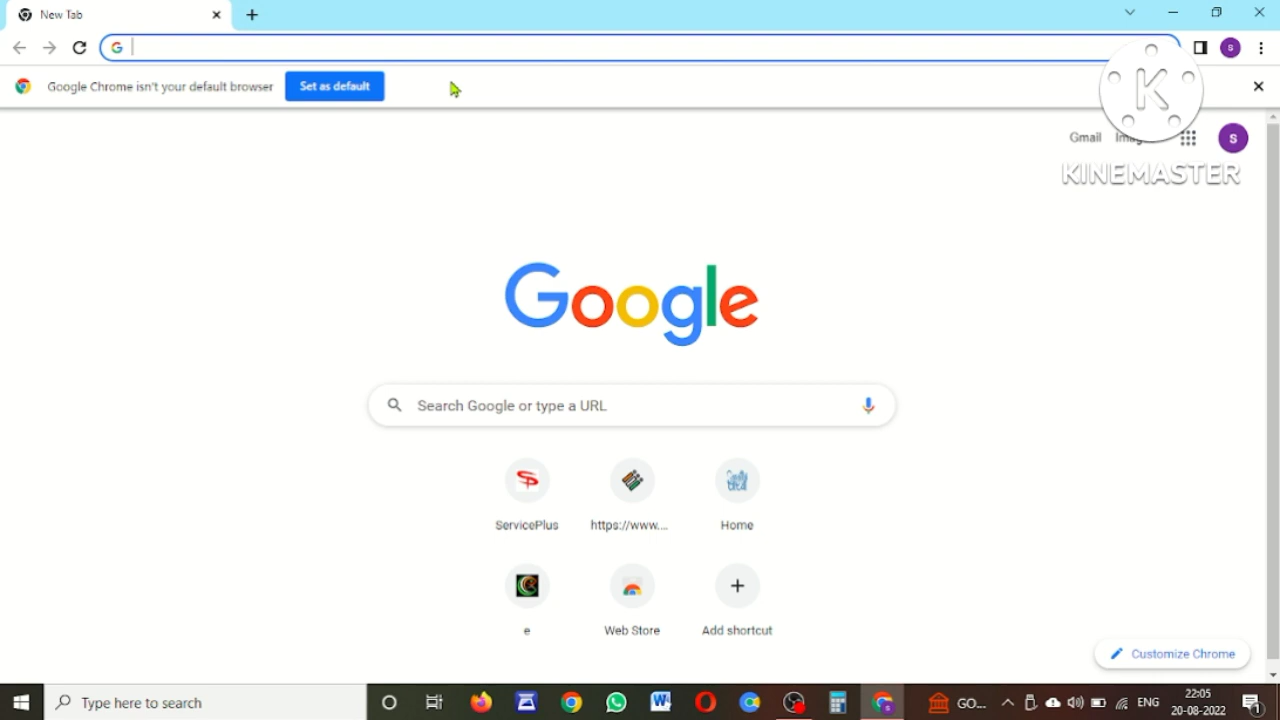 New Tab
Google Chrome isn't your default browser
Set as default
Gmail
K
KINEMASTER
S
S
Google
Search Google or type a URL
ServicePlus
https://www....
Home
e
Web Store
Add shortcut
Customize Chrome
Type here to search
GO...
ENG
22:05
20-08-2022
1